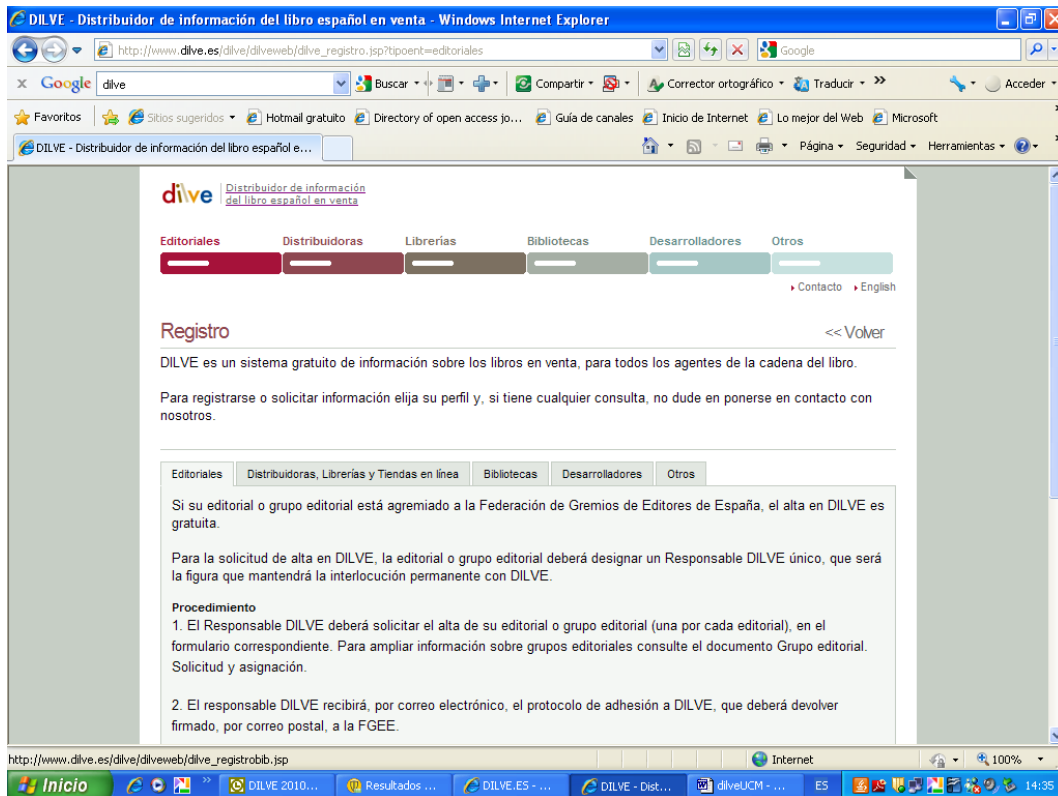 DILVE - Distribuidor de información del libro español en venta - Windows Internet Explorer
http://www.dilve.es/dilve/dilveweb/dilve_registro.jsp?tipoent=editoriales
Google
x Google dilve Buscar Compartir Corrector ortográfico Traducir » Acceder
Favoritos Sitios sugeridos Hotmail gratuito Directory of open access jo... Guía de canales Inicio de Internet Lo mejor del Web Microsoft
DILVE - Distribuidor de información del libro español e... Página Seguridad Herramientas
dilve Distribuidor de información
del libro español en venta
Editoriales Distribuidoras Librerías Bibliotecas Desarrolladores Otros
Contacto English
Registro << Volver
DILVE es un sistema gratuito de información sobre los libros en venta, para todos los agentes de la cadena del libro.
Para registrarse o solicitar información elija su perfil y, si tiene cualquier consulta, no dude en ponerse en contacto con
nosotros.
Editoriales Distribuidoras, Librerías y Tiendas en línea Bibliotecas Desarrolladores Otros
Si su editorial o grupo editorial está agremiado a la Federación de Gremios de Editores de España, el alta en DILVE es
gratuita.
Para la solicitud de alta en DILVE, la editorial o grupo editorial deberá designar un Responsable DILVE único, que será
la figura que mantendrá la interlocución permanente con DILVE.
Procedimiento
1. El Responsable DILVE deberá solicitar el alta de su editorial o grupo editorial (una por cada editorial), en el
formulario correspondiente. Para ampliar información sobre grupos editoriales consulte el documento Grupo editorial.
Solicitud y asignación.
2. El responsable DILVE recibirá, por correo electrónico, el protocolo de adhesión a DILVE, que deberá devolver
firmado, por correo postal, a la FGEE.
http://www.dilve.es/dilve/dilveweb/dilve_registrobib.jsp Internet 100%
Inicio » DILVE 2010... Resultados ... DILVE.ES - ... DILVE - Dist... dilveUCM - ... ES 14:35